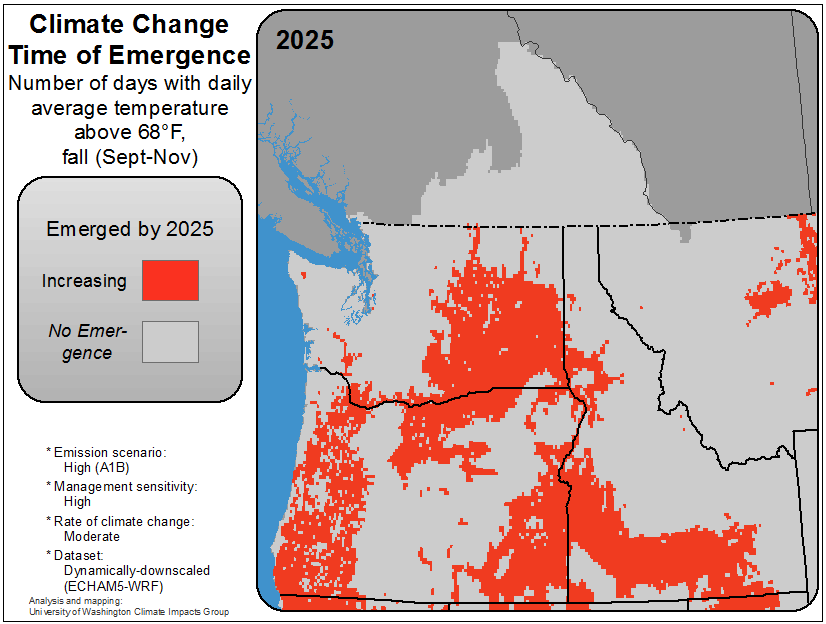 Climate Change
Time of Emergence
Number of days with daily
average temperature
above 68°F,
fall (Sept-Nov)
2025
Emerged by 2025
Increasing
No Emer-
gence
* Emission scenario:
High (A1B)
* Management sensitivity:
High
* Rate of climate change:
Moderate
* Dataset:
Dynamically-downscaled
(ECHAM5-WRF)
Analysis and mapping:
University of Washington Climate Impacts Group